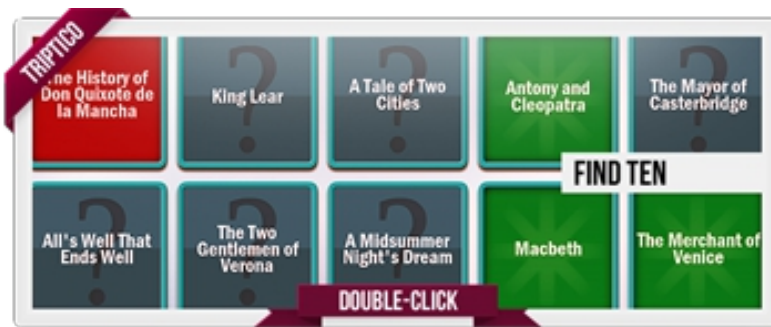 TRIPTICO
The History of
Don Quixote de
la Mancha
King Lear
A Tale of Two
Cities
Antony and
Cleopatra
The Mayor of
Casterbridge
FIND TEN
All's Well That
Ends Well
The Two
Gentlemen of
Verona
A Midsummer
Night's Dream
Macbeth
The Merchant of
Venice
DOUBLE-CLICK